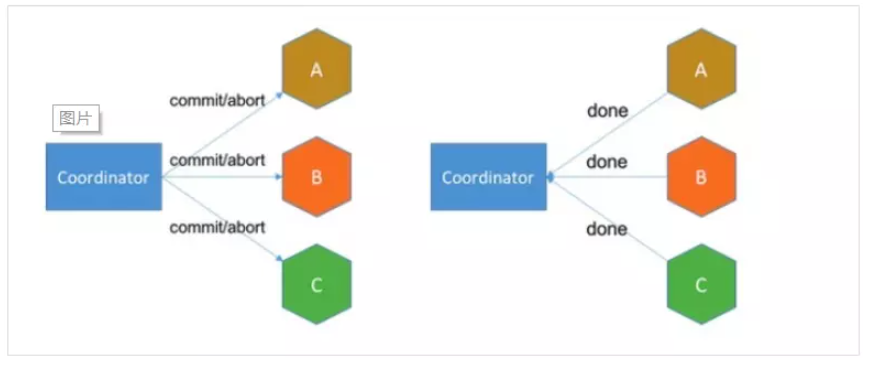 A
commit/abort
图片
Coordinator
commit/abort
B
commit/abort
C
A
done
Coordinator
done
B
done
C